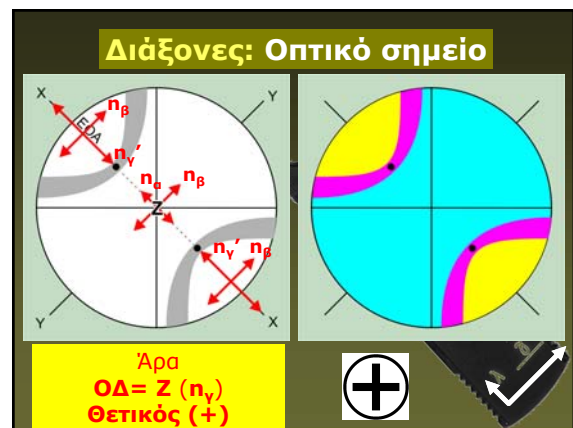 Διάξονες: Οπτικό σημείο
X
Y
nβ
ΕΟΑ
nγ'
nα
nβ
Z
nγ'
nβ
Y
X
Άρα
ΟΔ= Z (nγ)
Θετικός (+)
+